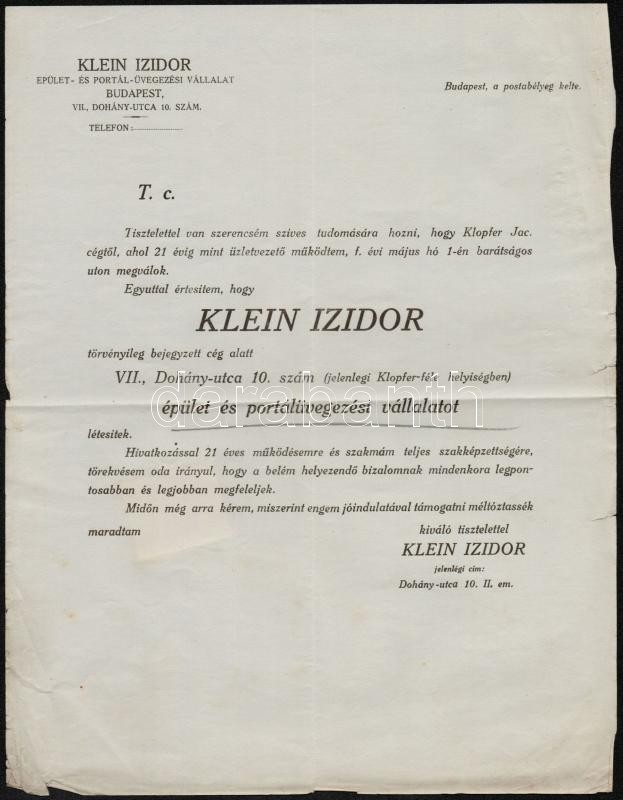 KLEIN IZIDOR
EPÜLET- ÉS PORTÁL-ÜVEGEZÉSI VÁLLALAT
BUDAPEST,
VII., DOHÁNY-UTCA 10. SZÁM.
TELEFON:
Budapest, a postabélyeg kelte.
T. c.
Tisztelettel van szerencsém szives tudomására hozni, hogy Klopfer Jac.
cégtől, ahol 21 évig mint üzletvezető működtem, f. évi május hó 1-én barátságos
uton megválok.
Egyuttal értesitem, hogy
KLEIN IZIDOR
törvényileg bejegyzett cég alatt
VII., Dohány-utca 10. szám (jelenlegi Klopfer-féle helyiségben)
épület és portálüvegezési vállalatot
létesitek.
Hivatkozással 21 éves működésemre és szakmám teljes szakképzettségére,
törekvésem oda irányul, hogy a belém helyezendő bizalomnak mindenkora legpon-
tosabban és legjobban megfeleljek.
Midőn még arra kérem, miszerint engem jóindulatával támogatni méltóztassék
maradtam
kiváló tisztelettel
KLEIN IZIDOR
jelenlégi cim:
Dohány-utca 10. II. em.
darabanth